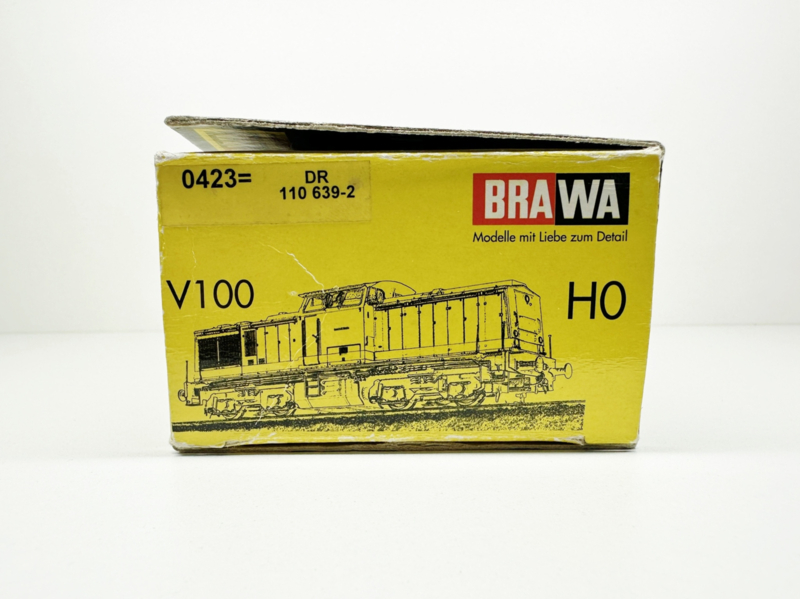 0423=
DR
110 639-2
BRAWA
Modelle mit Liebe zum Detail
V100
H0